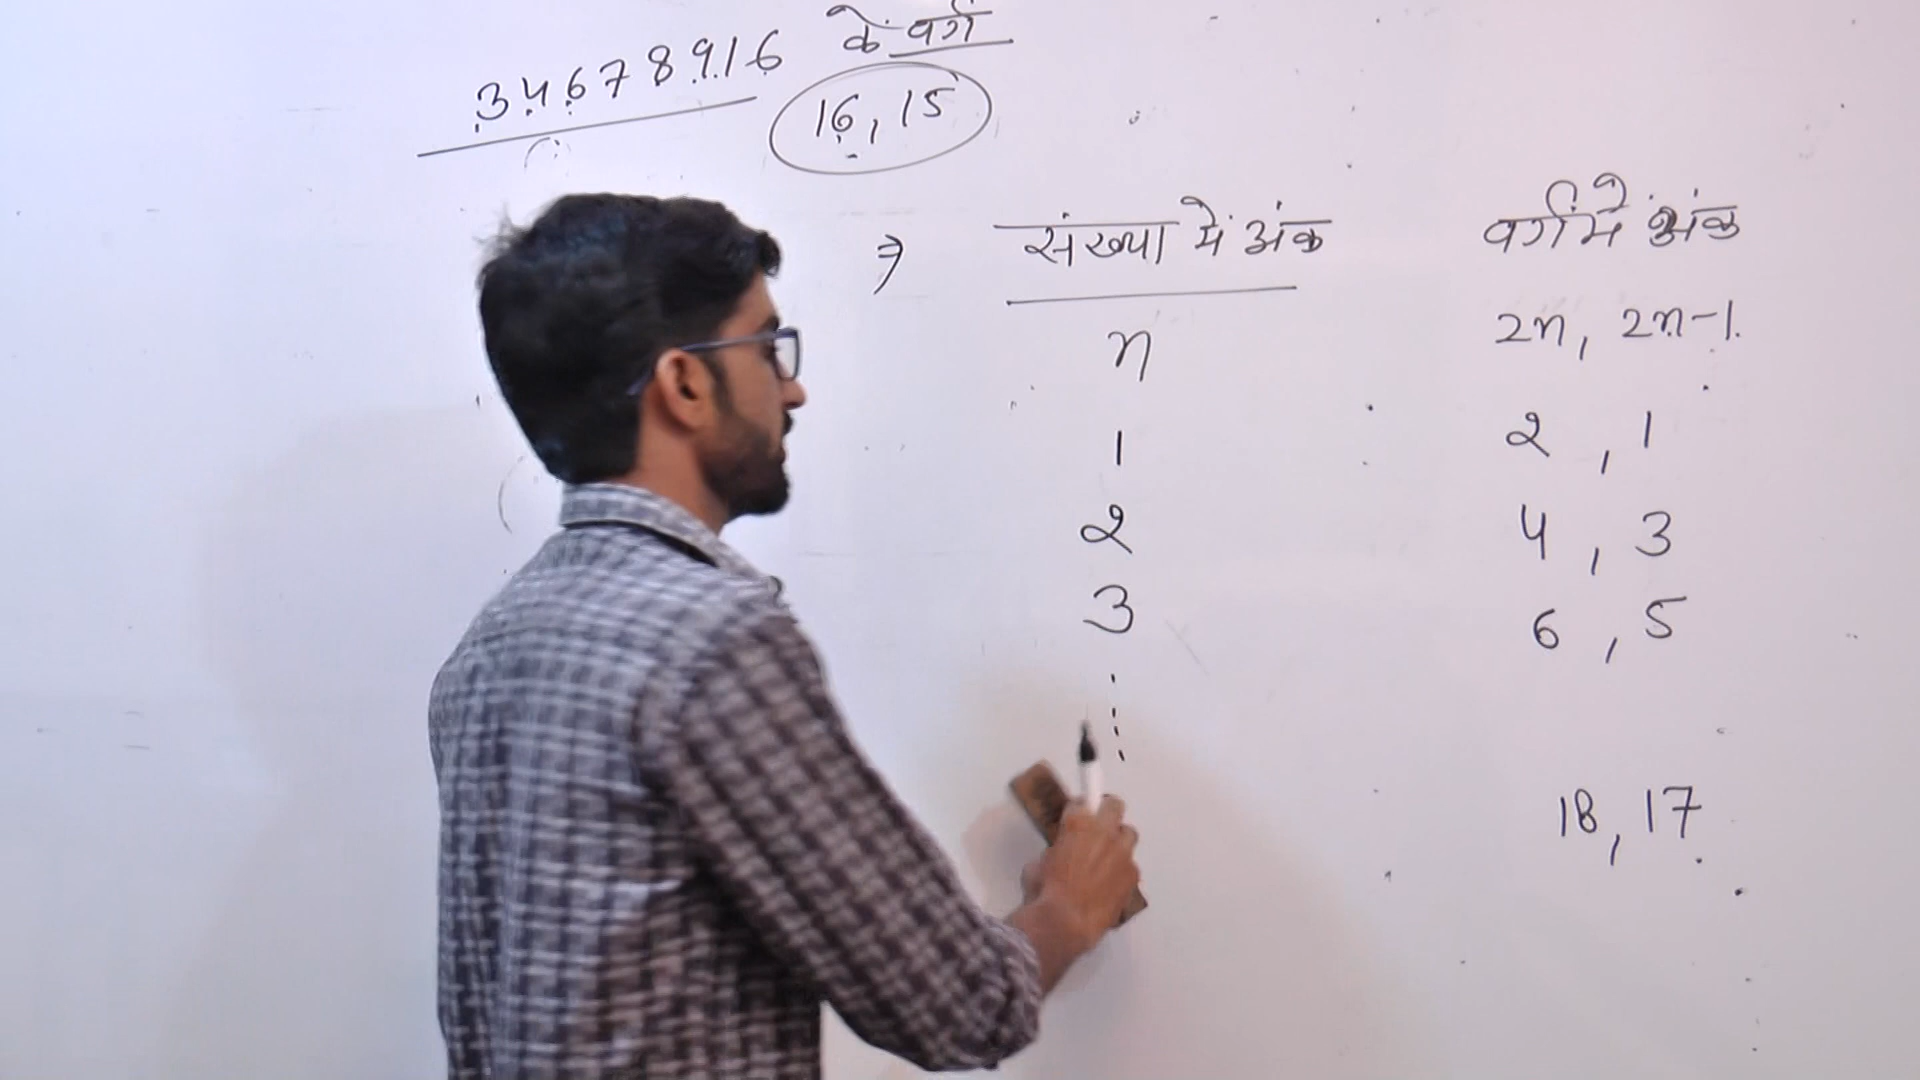 34678916 के वर्ग
16, 15
⇒ संख्या में अंक वर्ग में अंक
n 2n, 2n-1.
1 2, 1
2 4, 3
3 6, 5
18, 17